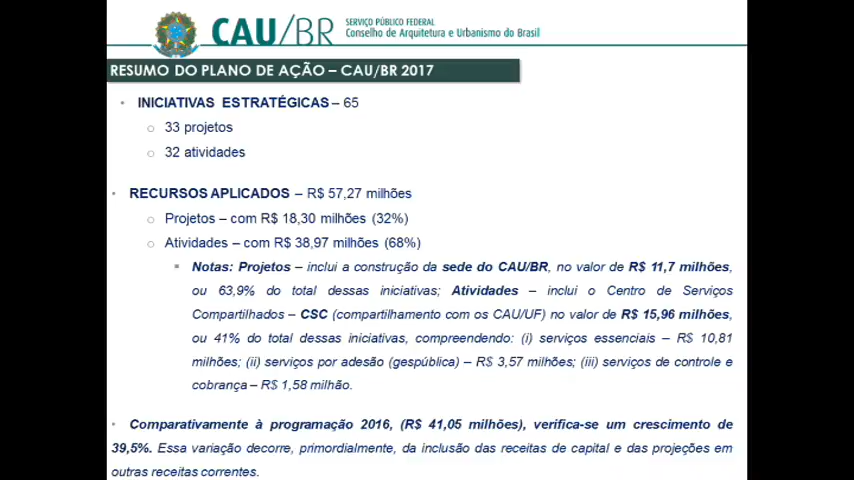 CAU/BR
SERVIÇO PÚBLICO FEDERAL
Conselho de Arquitetura e Urbanismo do Brasil
RESUMO DO PLANO DE AÇÃO – CAU/BR 2017
• INICIATIVAS ESTRATÉGICAS – 65
o 33 projetos
o 32 atividades
• RECURSOS APLICADOS – R$ 57,27 milhões
o Projetos – com R$ 18,30 milhões (32%)
o Atividades – com R$ 38,97 milhões (68%)
▪ Notas: Projetos – inclui a construção da sede do CAU/BR, no valor de R$ 11,7 milhões,
ou 63,9% do total dessas iniciativas; Atividades – inclui o Centro de Serviços
Compartilhados – CSC (compartilhamento com os CAU/UF) no valor de R$ 15,96 milhões,
ou 41% do total dessas iniciativas, compreendendo: (i) serviços essenciais – R$ 10,81
milhões; (ii) serviços por adesão (gespública) – R$ 3,57 milhões; (iii) serviços de controle e
cobrança – R$ 1,58 milhão.
• Comparativamente à programação 2016, (R$ 41,05 milhões), verifica-se um crescimento de
39,5%. Essa variação decorre, primordialmente, da inclusão das receitas de capital e das projeções em
outras receitas correntes.